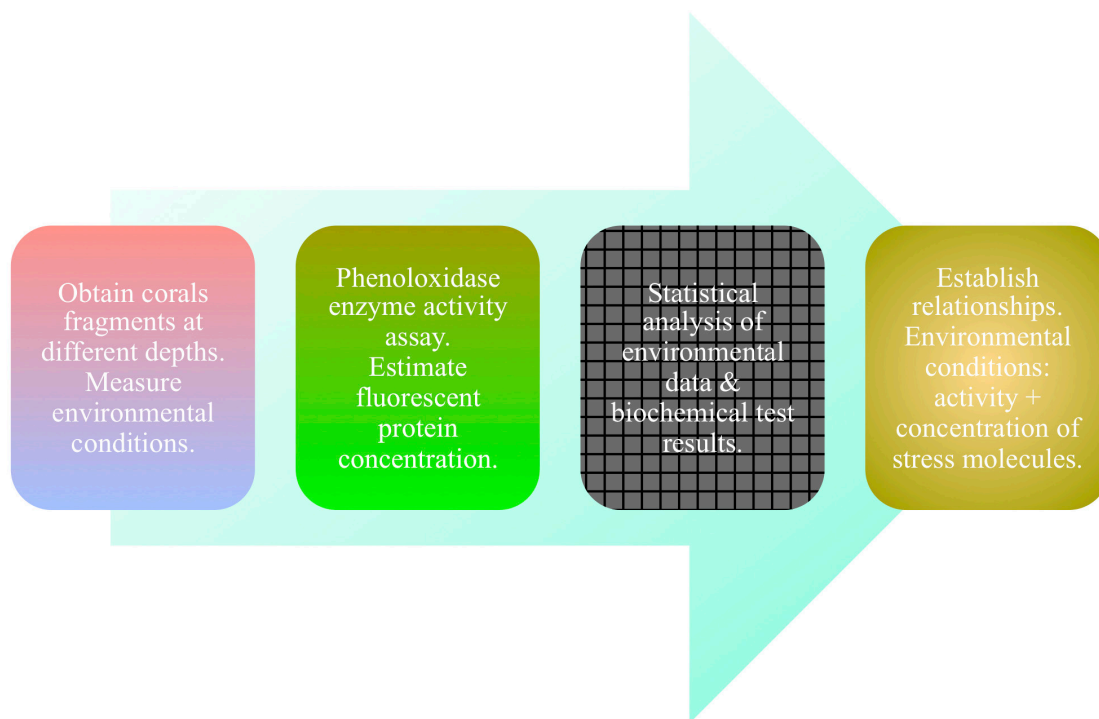 Obtain corals
fragments at
different depths.
Measure
environmental
conditions.
Phenoloxidase
enzyme activity
assay.
Estimate
fluorescent
protein
concentration.
Statistical
analysis of
environmental
data &
biochemical test
results.
Establish
relationships.
Environmental
conditions:
activity +
concentration of
stress molecules.